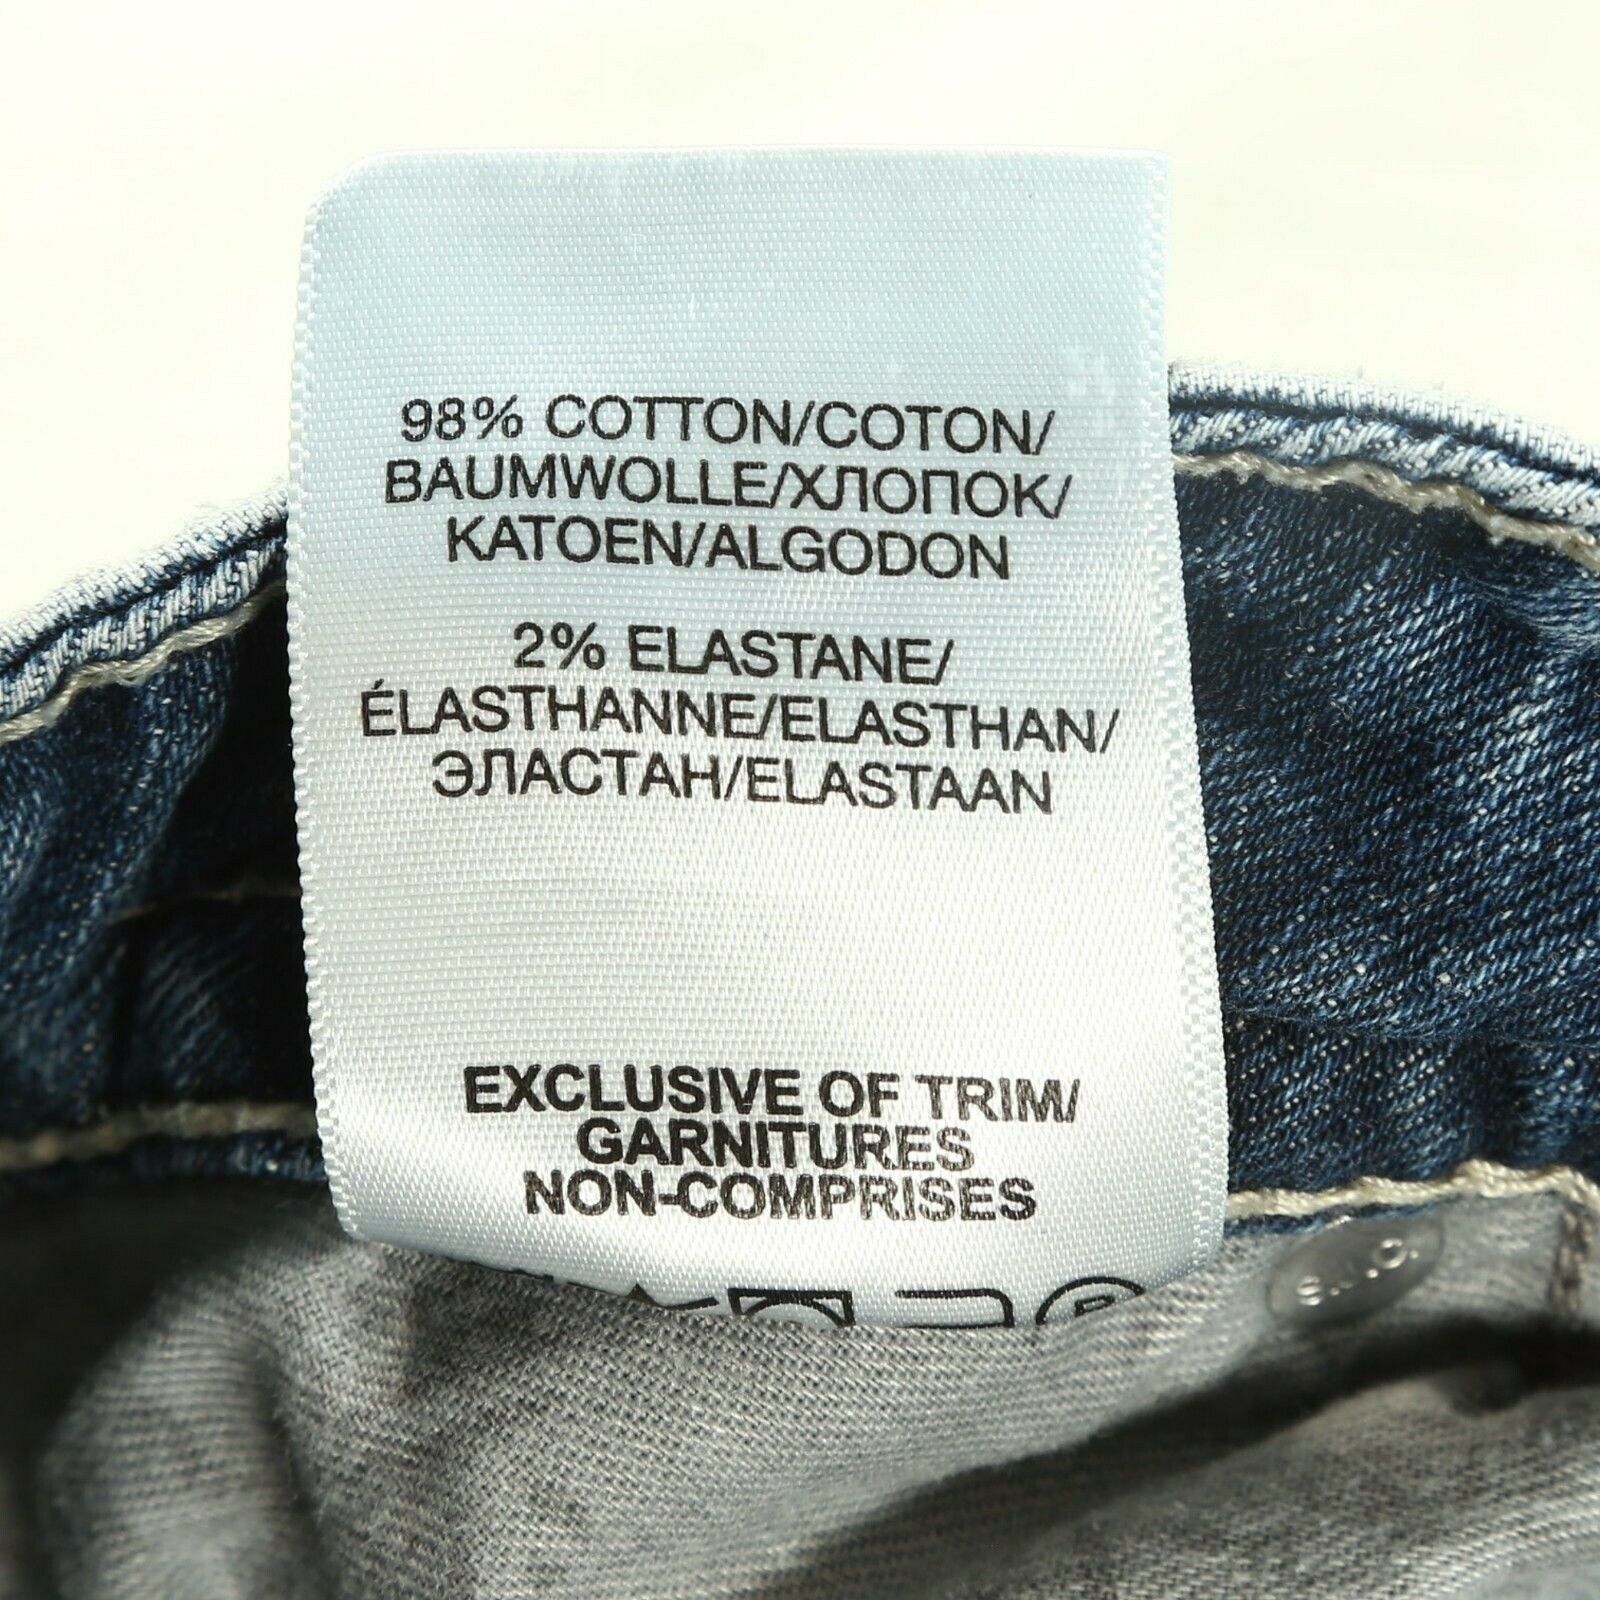 98% COTTON/COTON/
BAUMWOLLE/ХЛОПОК/
KATOEN/ALGODON
2% ELASTANE/
ÉLASTHANNE/ELASTHAN/
ЭЛАСТАН/ELASTAAN
EXCLUSIVE OF TRIM/
GARNITURES
NON-COMPRISES